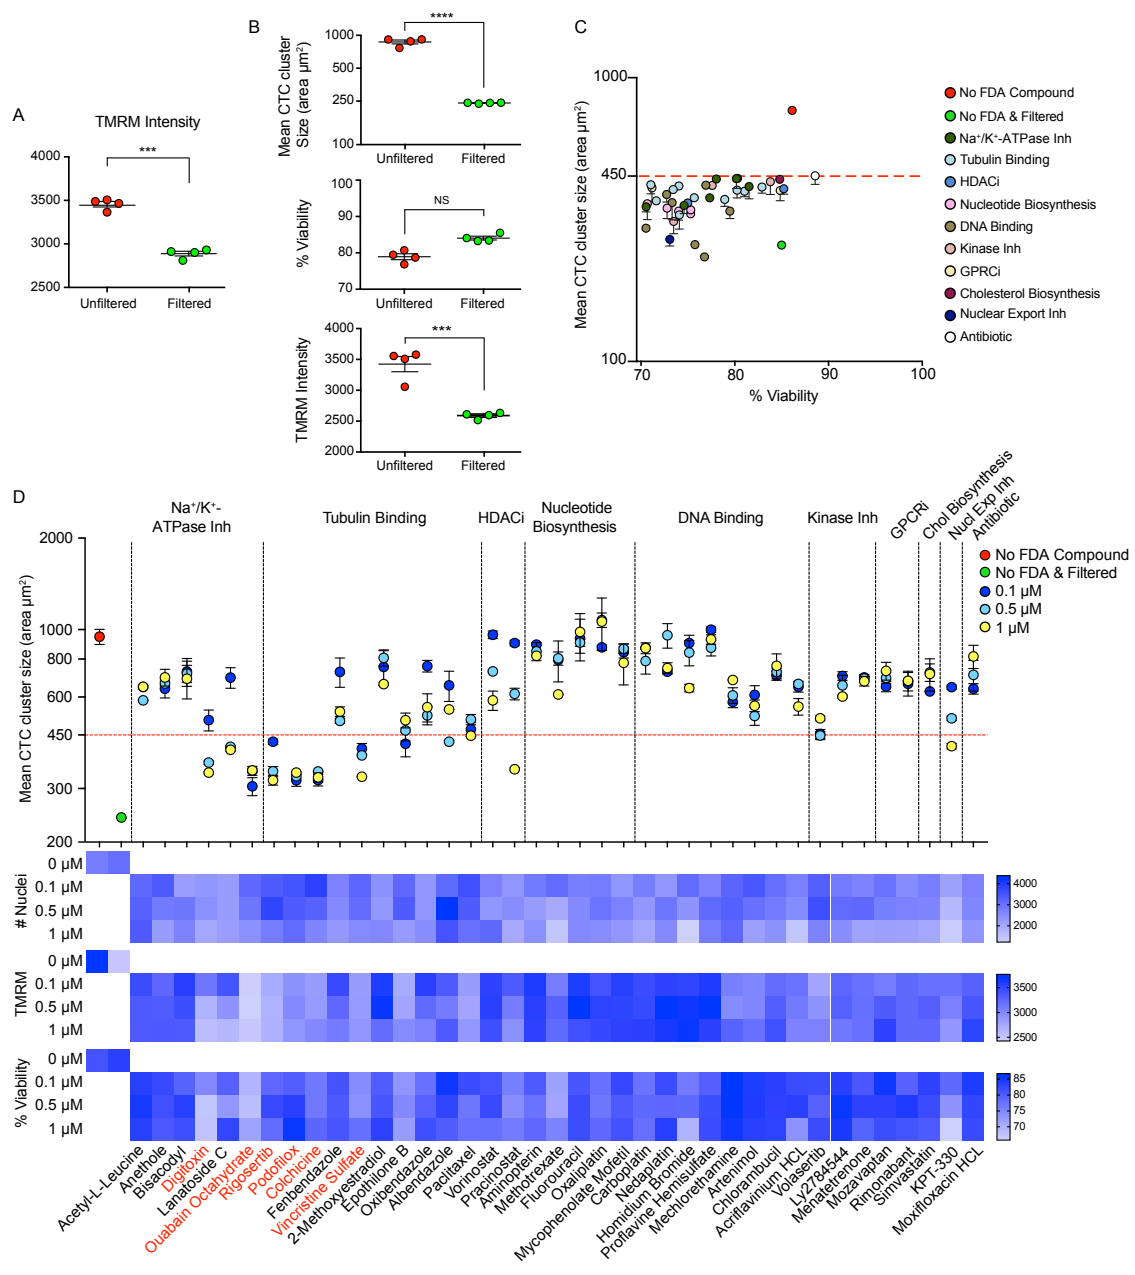 A
TMRM Intensity
4000
3500
3000
2500
***
Unfiltered
Filtered
B
Mean CTC cluster
Size (area µm²)
1000
500
250
100
****
Unfiltered
Filtered
% Viability
100
90
80
70
NS
Unfiltered
Filtered
TMRM Intensity
4000
3500
3000
2500
2000
***
Unfiltered
Filtered
C
Mean CTC cluster size (area µm²)
1000
450
100
70
80
90
100
% Viability
No FDA Compound
No FDA & Filtered
Na⁺/K⁺-ATPase Inh
Tubulin Binding
HDACi
Nucleotide Biosynthesis
DNA Binding
Kinase Inh
GPRCi
Cholesterol Biosynthesis
Nuclear Export Inh
Antibiotic
D
Na⁺/K⁺-
ATPase Inh
Tubulin Binding
HDACi
Nucleotide
Biosynthesis
DNA Binding
Kinase Inh
GPCRi
Chol Biosynthesis
Nucl Exp Inh
Antibiotic
Mean CTC cluster size (area µm²)
2000
1000
800
600
450
300
200
No FDA Compound
No FDA & Filtered
0.1 µM
0.5 µM
1 µM
# Nuclei
0 µM
0.1 µM
0.5 µM
1 µM
4000
3000
2000
TMRM
0 µM
0.1 µM
0.5 µM
1 µM
3500
3000
2500
% Viability
0 µM
0.1 µM
0.5 µM
1 µM
85
80
75
70
Acetyl-L-Leucine
Anethole
Bisacodyl
Digitoxin
Lanatoside C
Ouabain Octahydrate
Rigosertib
Podofilox
Colchicine
Fenbendazole
Vincristine Sulfate
2-Methoxyestradiol
Epothilone B
Oxibendazole
Albendazole
Paclitaxel
Vorinostat
Pracinostat
Aminopterin
Methotrexate
Fluorouracil
Oxaliplatin
Mycophenolate Mofetil
Carboplatin
Nedaplatin
Homidium Bromide
Proflavine Hemisulfate
Mechlorethamine
Artenimol
Chlorambucil
Acriflavinium HCL
Volasertib
Ly2784544
Menatetrenone
Mozavaptan
Rimonabant
Simvastatin
KPT-330
Moxifloxacin HCL